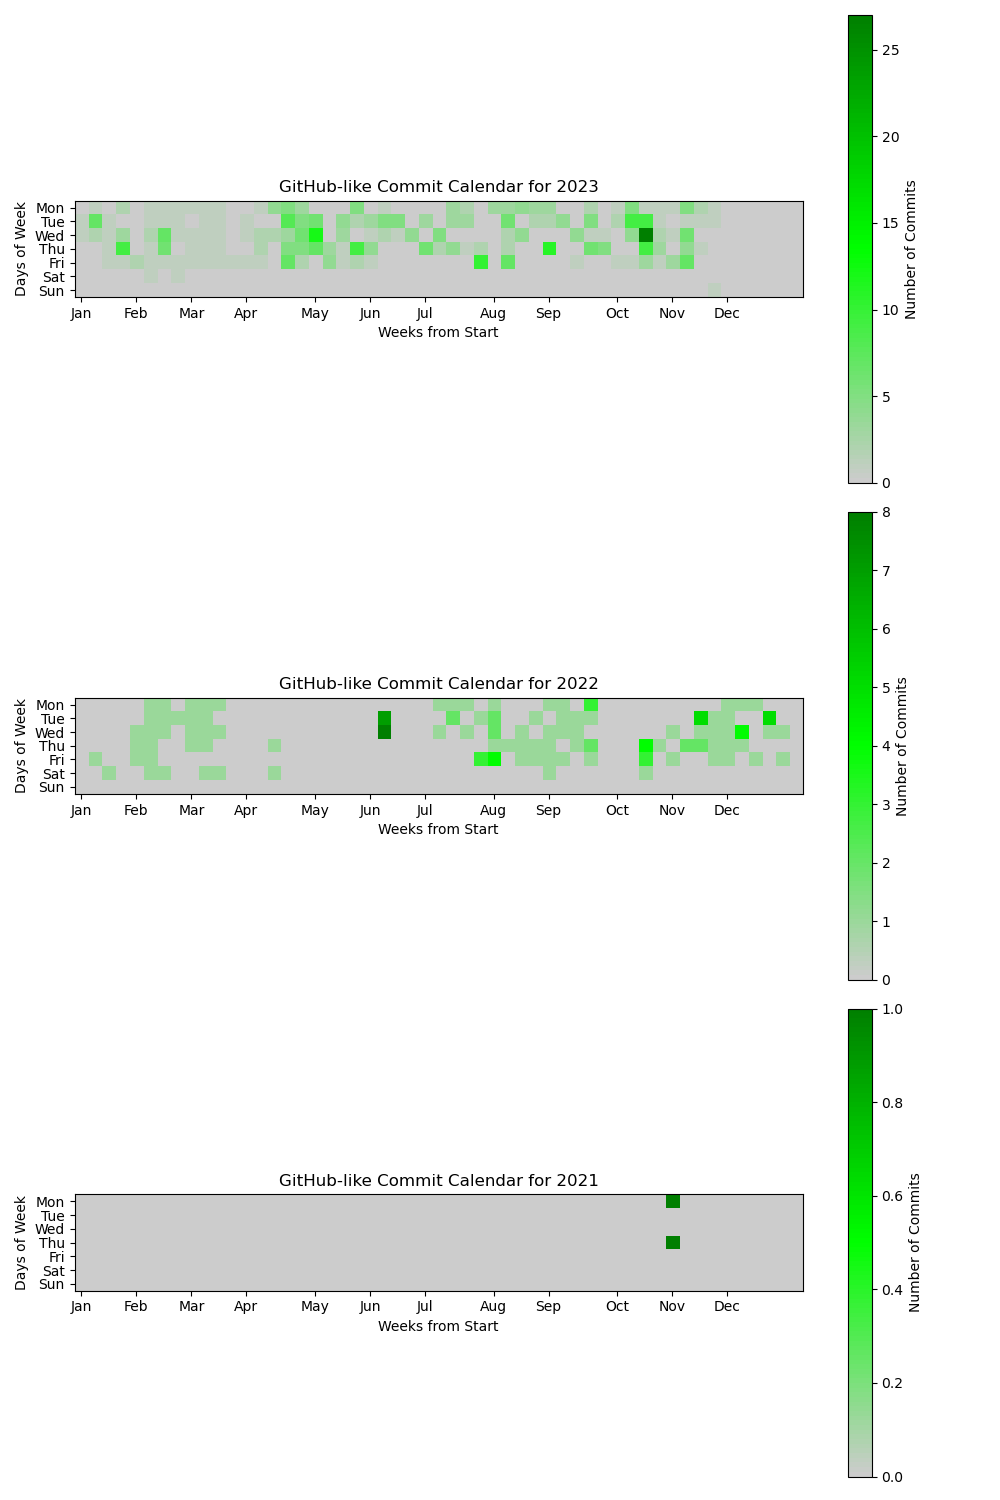 GitHub-like Commit Calendar for 2023
Days of Week
Mon
Tue
Wed
Thu
Fri
Sat
Sun
Jan Feb Mar Apr May Jun Jul Aug Sep Oct Nov Dec
Weeks from Start
25
20
15
10
5
0
Number of Commits
GitHub-like Commit Calendar for 2022
Days of Week
Mon
Tue
Wed
Thu
Fri
Sat
Sun
Jan Feb Mar Apr May Jun Jul Aug Sep Oct Nov Dec
Weeks from Start
8
7
6
5
4
3
2
1
0
Number of Commits
GitHub-like Commit Calendar for 2021
Days of Week
Mon
Tue
Wed
Thu
Fri
Sat
Sun
Jan Feb Mar Apr May Jun Jul Aug Sep Oct Nov Dec
Weeks from Start
1.0
0.8
0.6
0.4
0.2
0.0
Number of Commits